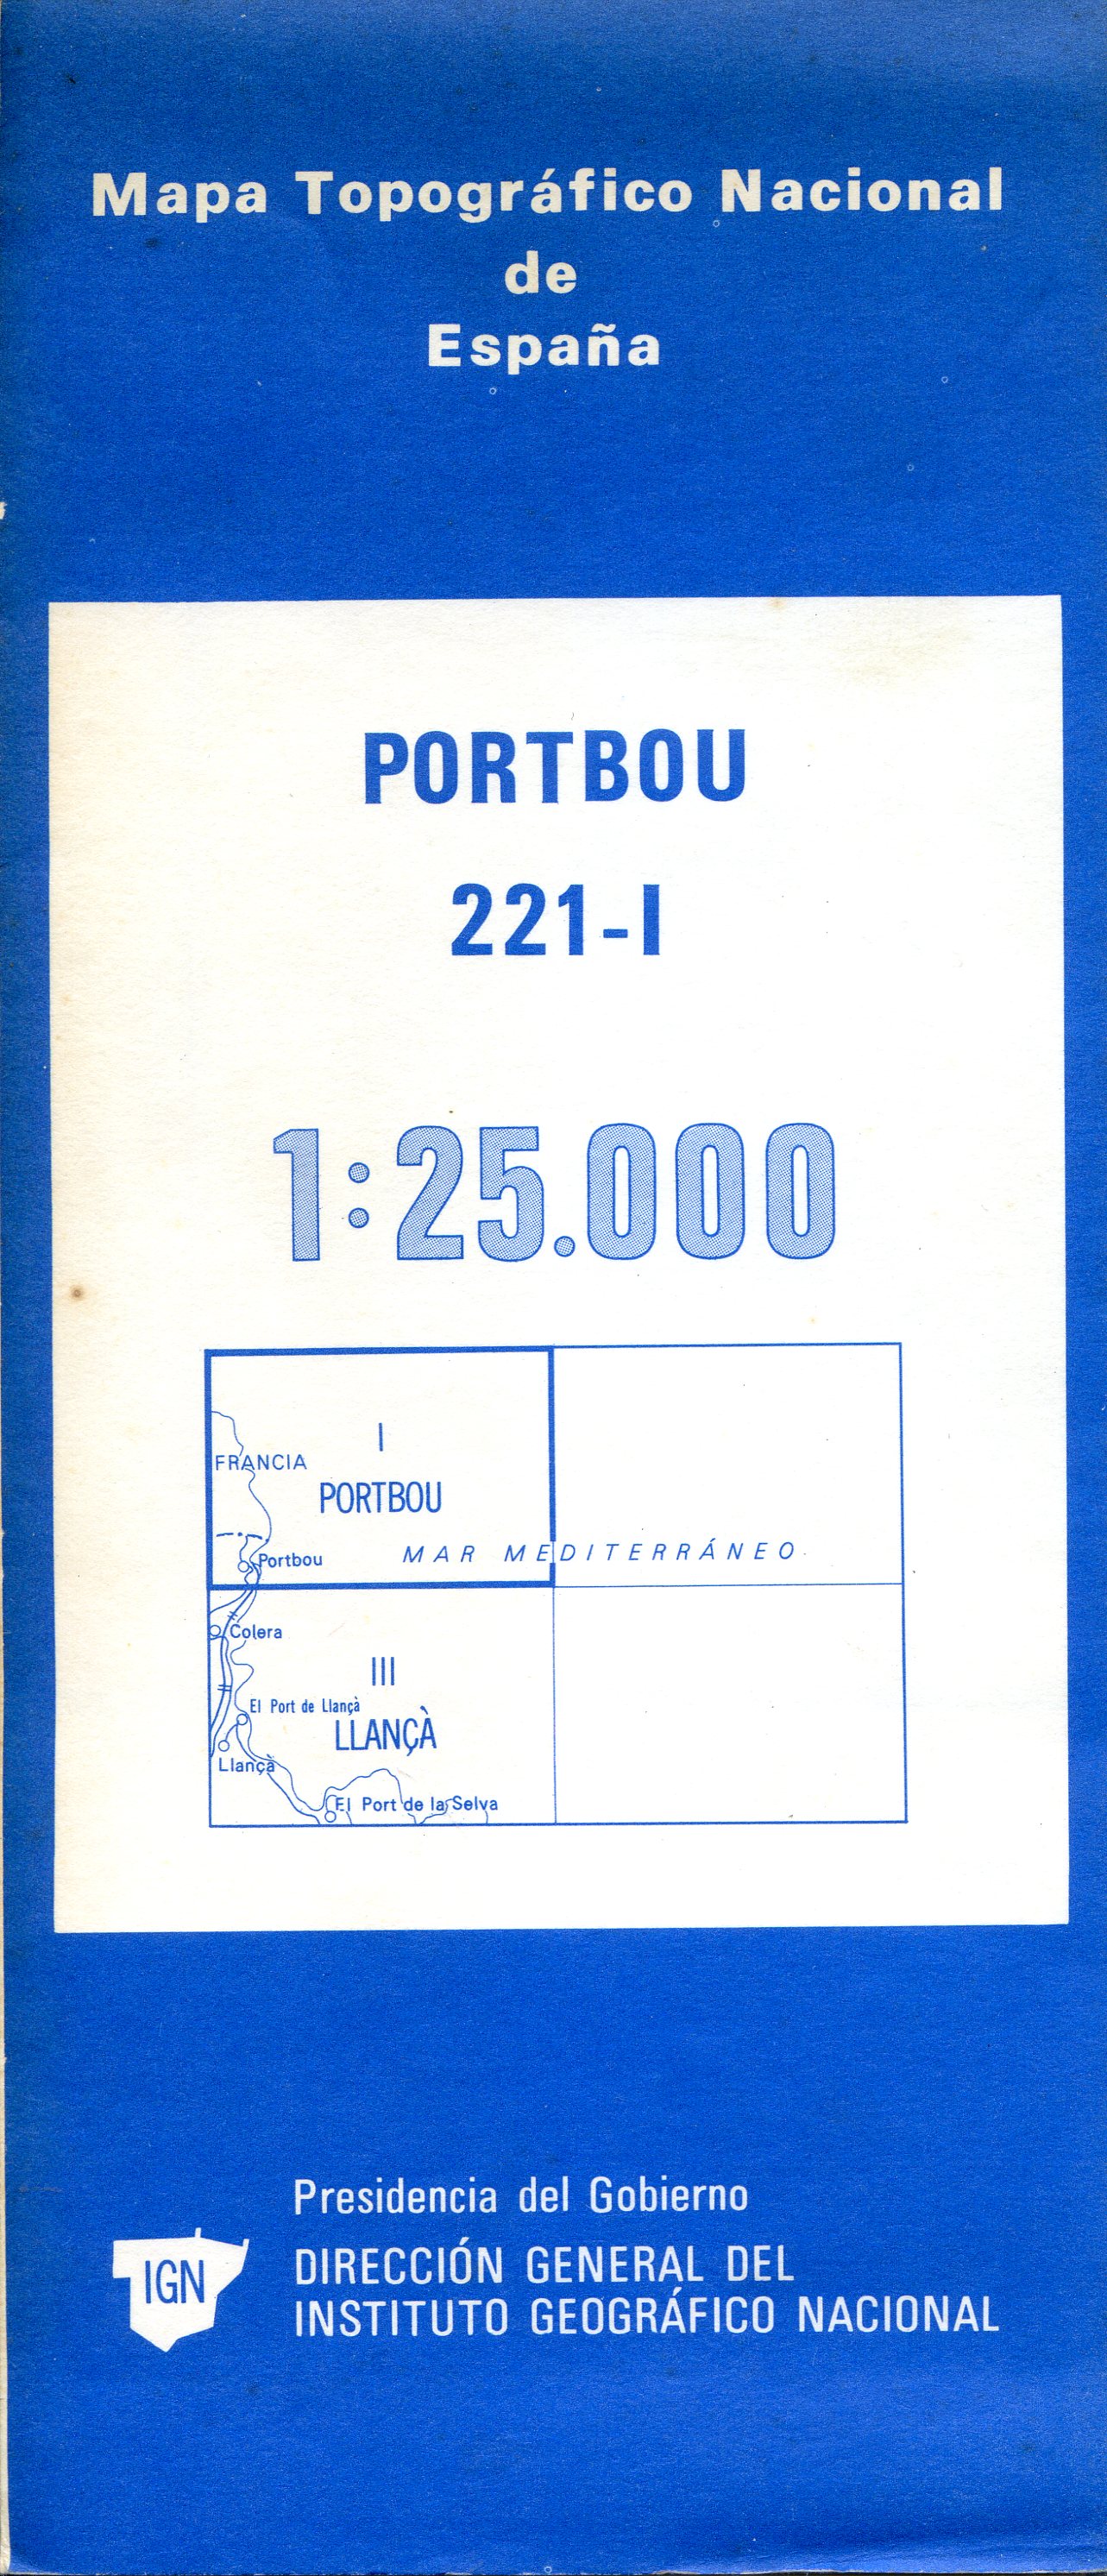 Mapa Topográfico Nacional
de
España
PORTBOU
221-I
1:25.000
I
FRANCIA
PORTBOU
MAR MEDITERRÁNEO
Portbou
Colera
III
El Port de Llançà
LLANÇÀ
Llançà
El Port de la Selva
Presidencia del Gobierno
IGN
DIRECCIÓN GENERAL DEL
INSTITUTO GEOGRÁFICO NACIONAL